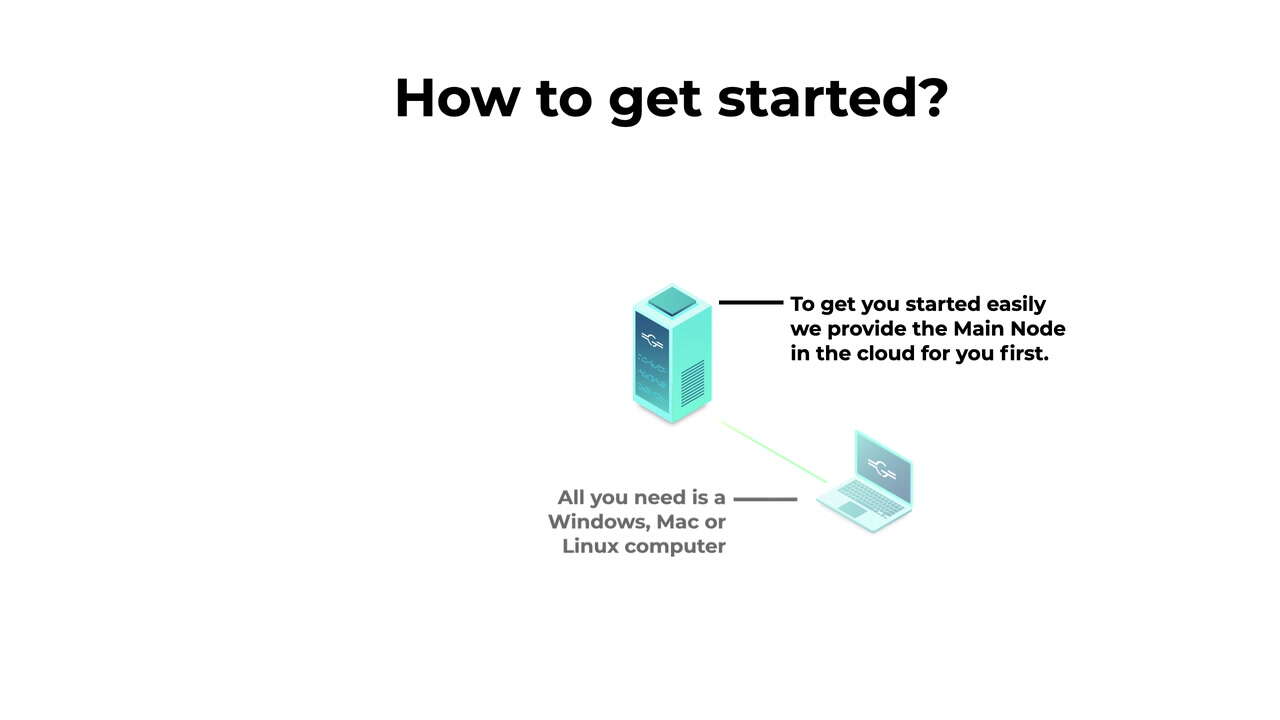 How to get started?
To get you started easily
we provide the Main Node
in the cloud for you first.
All you need is a
Windows, Mac or
Linux computer